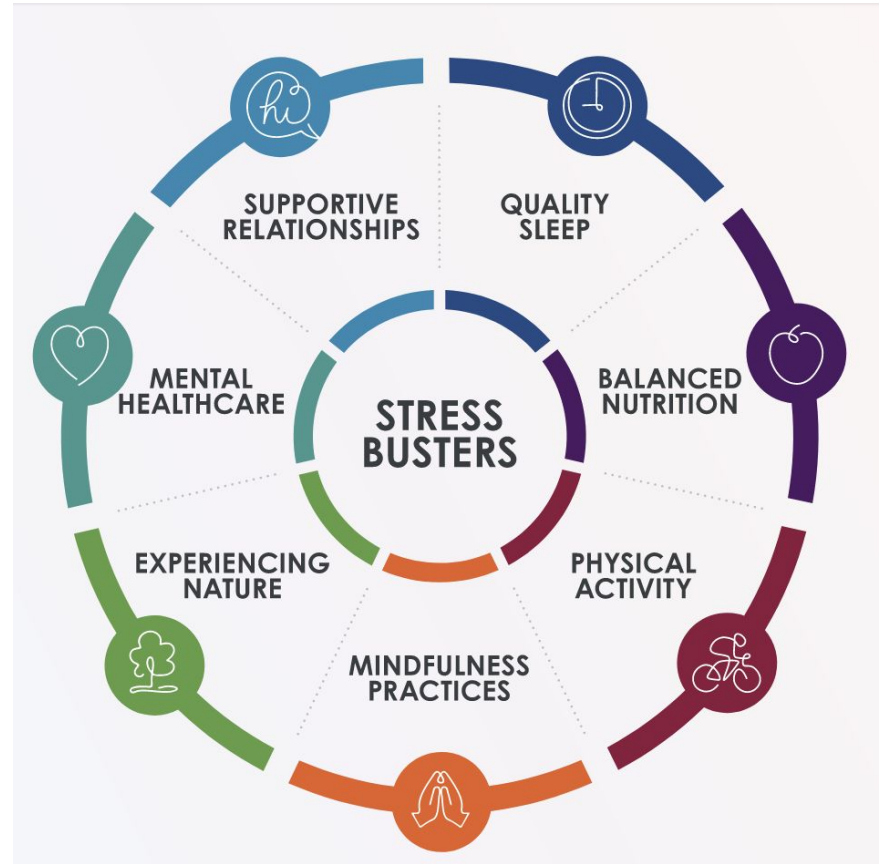 hi
SUPPORTIVE
RELATIONSHIPS
QUALITY
SLEEP
MENTAL
HEALTHCARE
STRESS
BUSTERS
BALANCED
NUTRITION
EXPERIENCING
NATURE
PHYSICAL
ACTIVITY
MINDFULNESS
PRACTICES